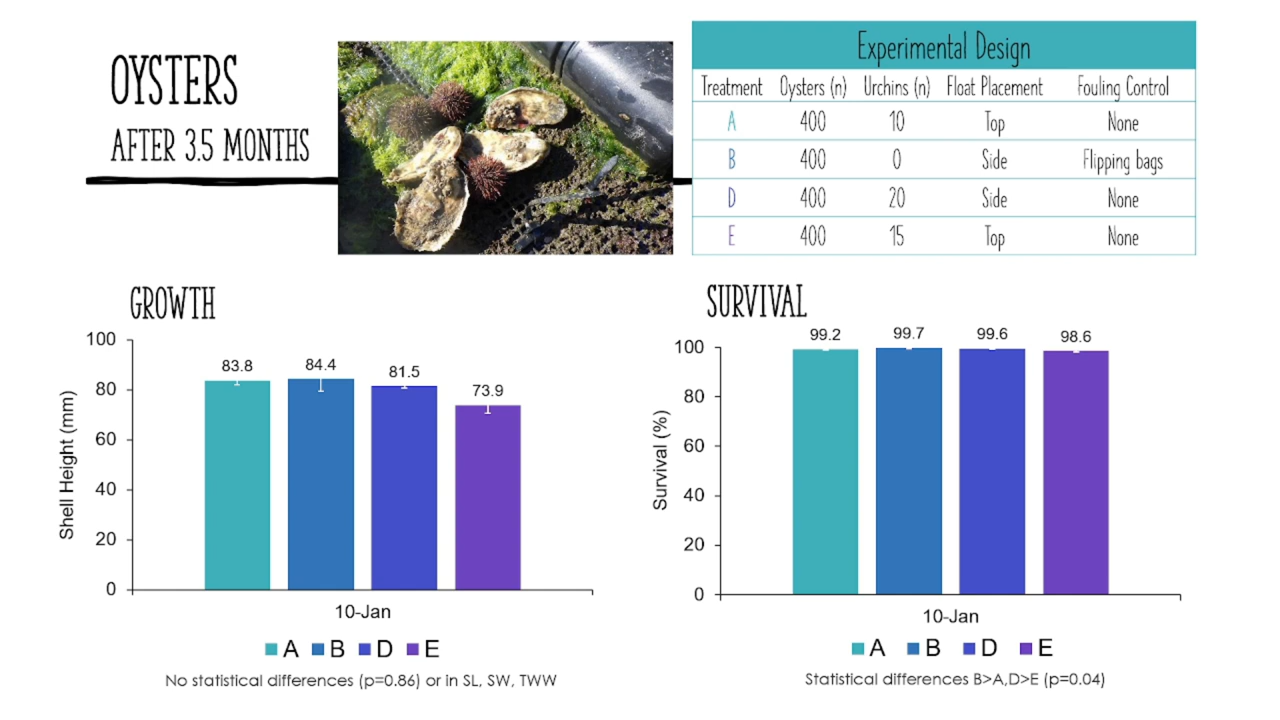 OYSTERS
AFTER 3.5 MONTHS
Experimental Design
Treatment Oysters (n) Urchins (n) Float Placement Fouling Control
A 400 10 Top None
B 400 0 Side Flipping bags
D 400 20 Side None
E 400 15 Top None
GROWTH
100
80
60
40
20
0
Shell Height (mm)
83.8
84.4
81.5
73.9
10-Jan
A B D E
No statistical differences (p=0.86) or in SL, SW, TWW
SURVIVAL
100
80
60
40
20
0
Survival (%)
99.2
99.7
99.6
98.6
10-Jan
A B D E
Statistical differences B>A,D>E (p=0.04)